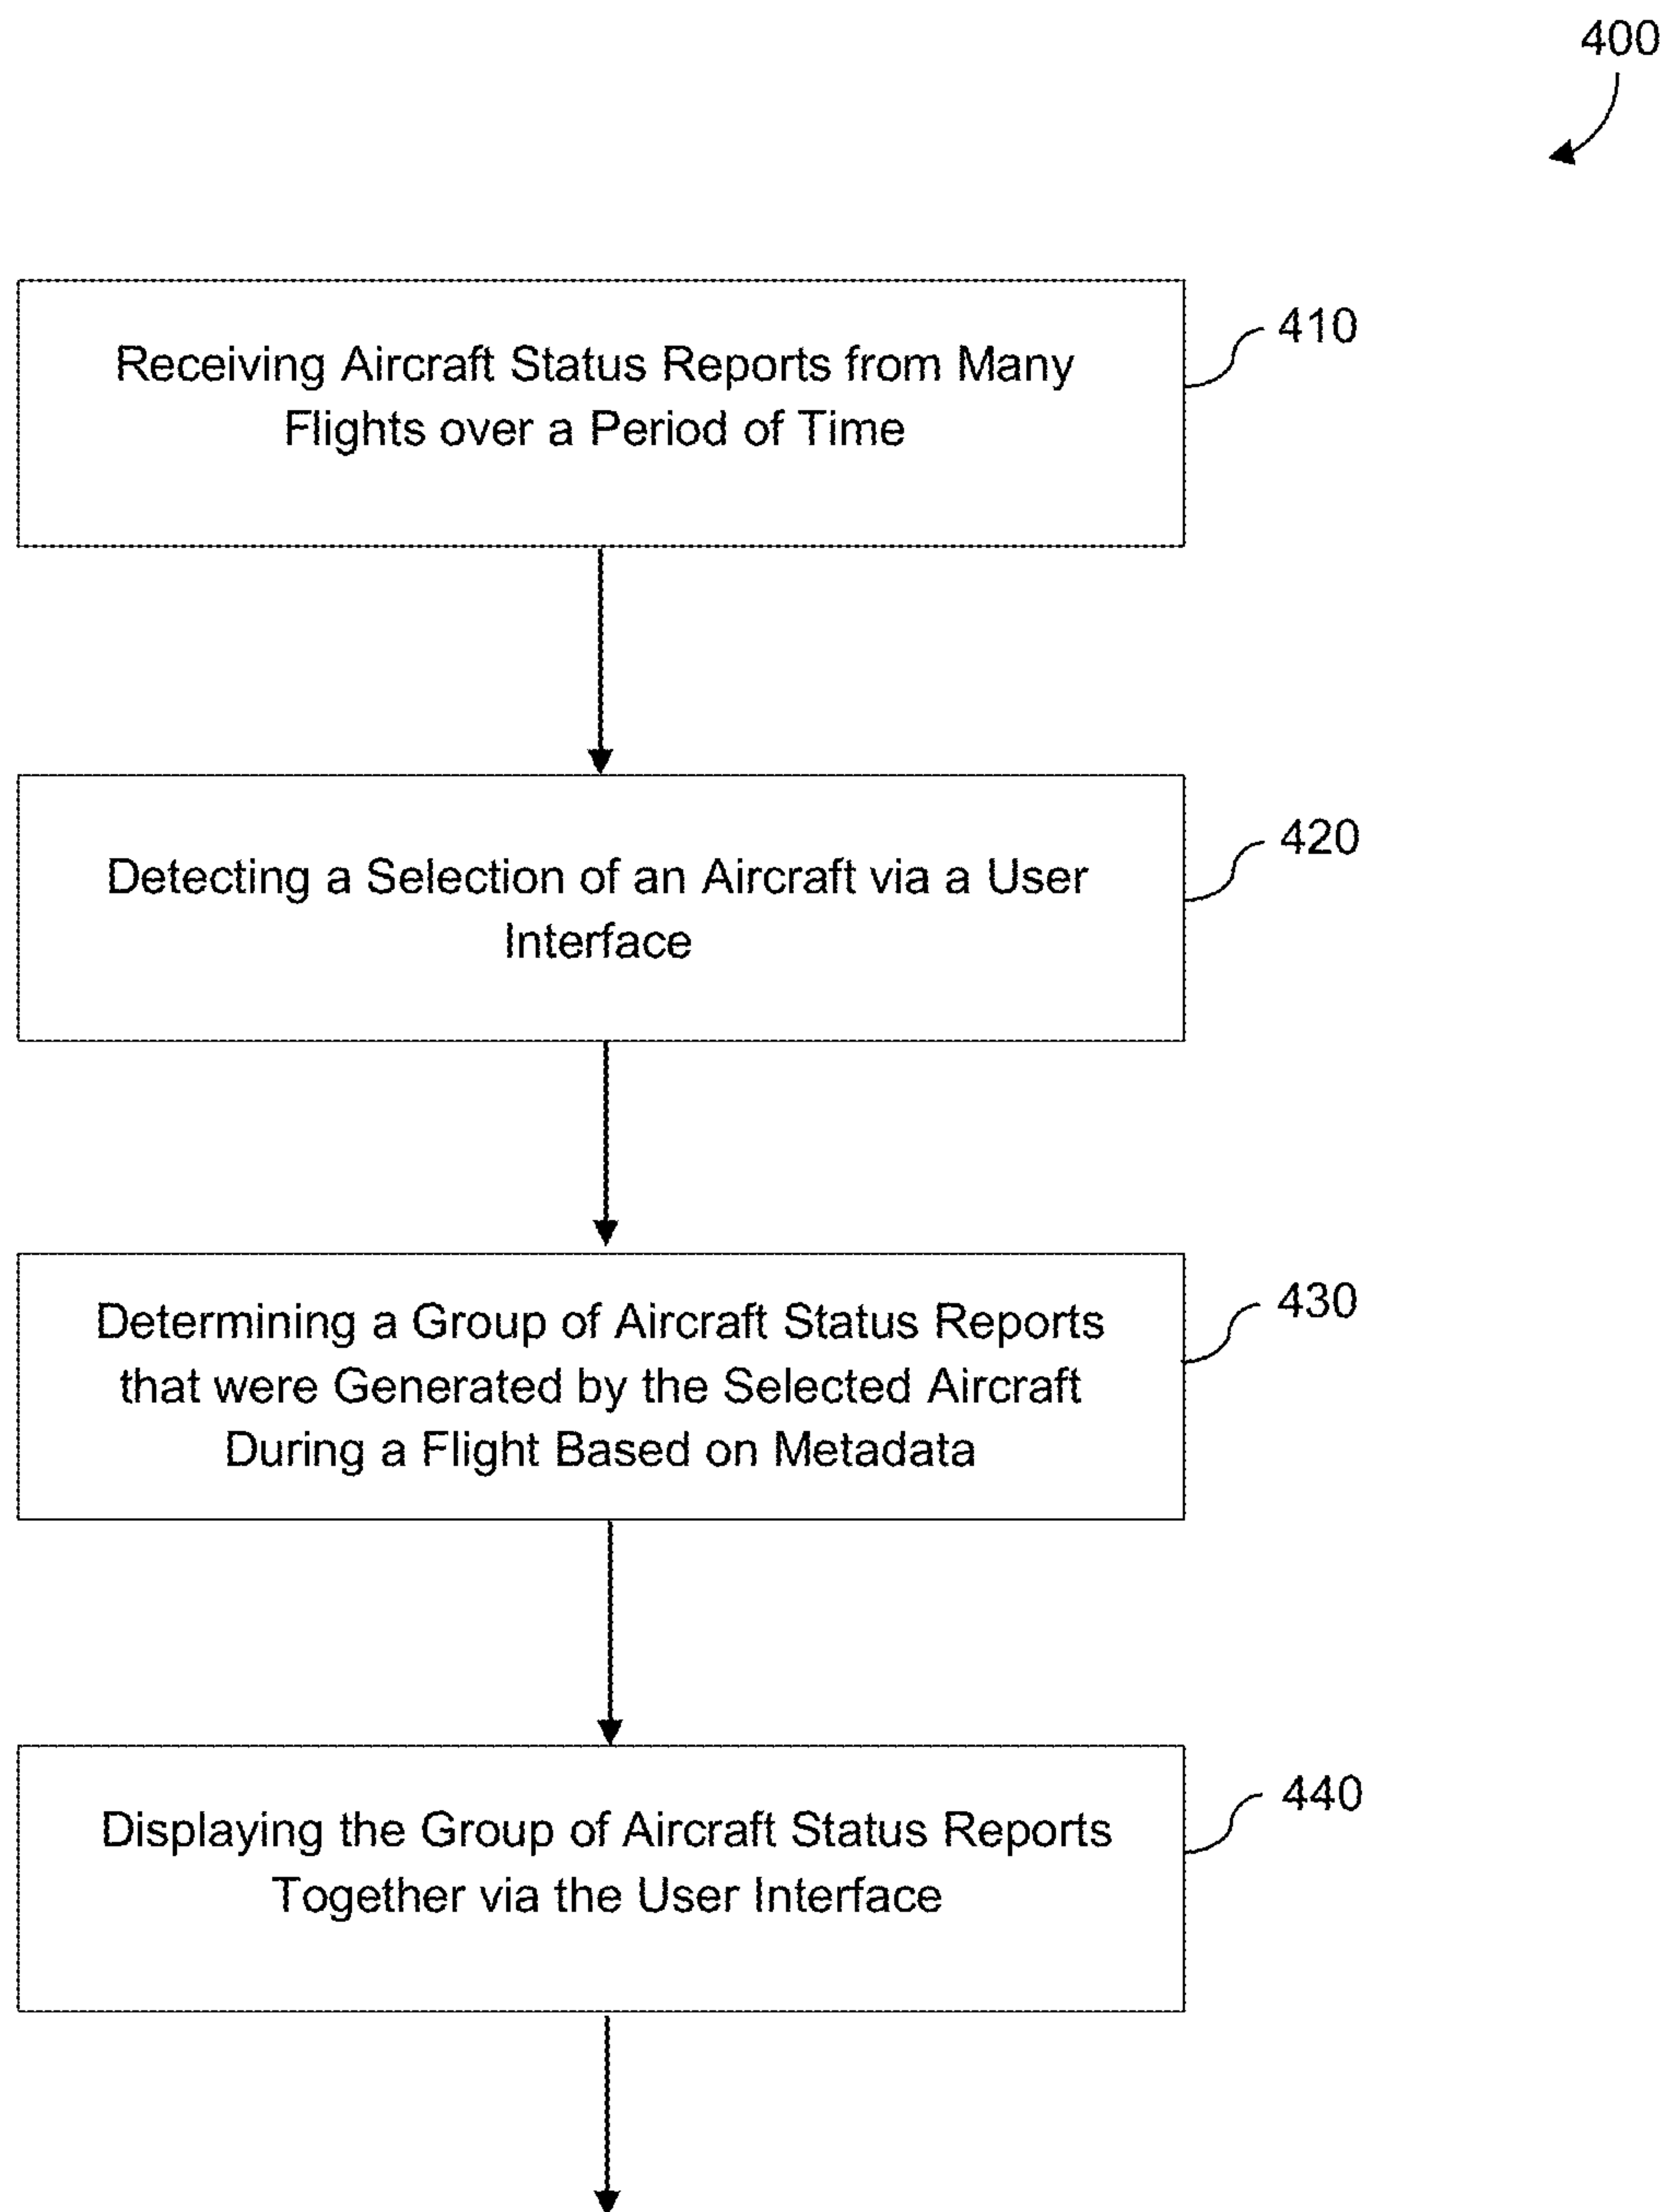 400
Receiving Aircraft Status Reports from Many
Flights over a Period of Time
410
Detecting a Selection of an Aircraft via a User
Interface
420
Determining a Group of Aircraft Status Reports
that were Generated by the Selected Aircraft
During a Flight Based on Metadata
430
Displaying the Group of Aircraft Status Reports
Together via the User Interface
440